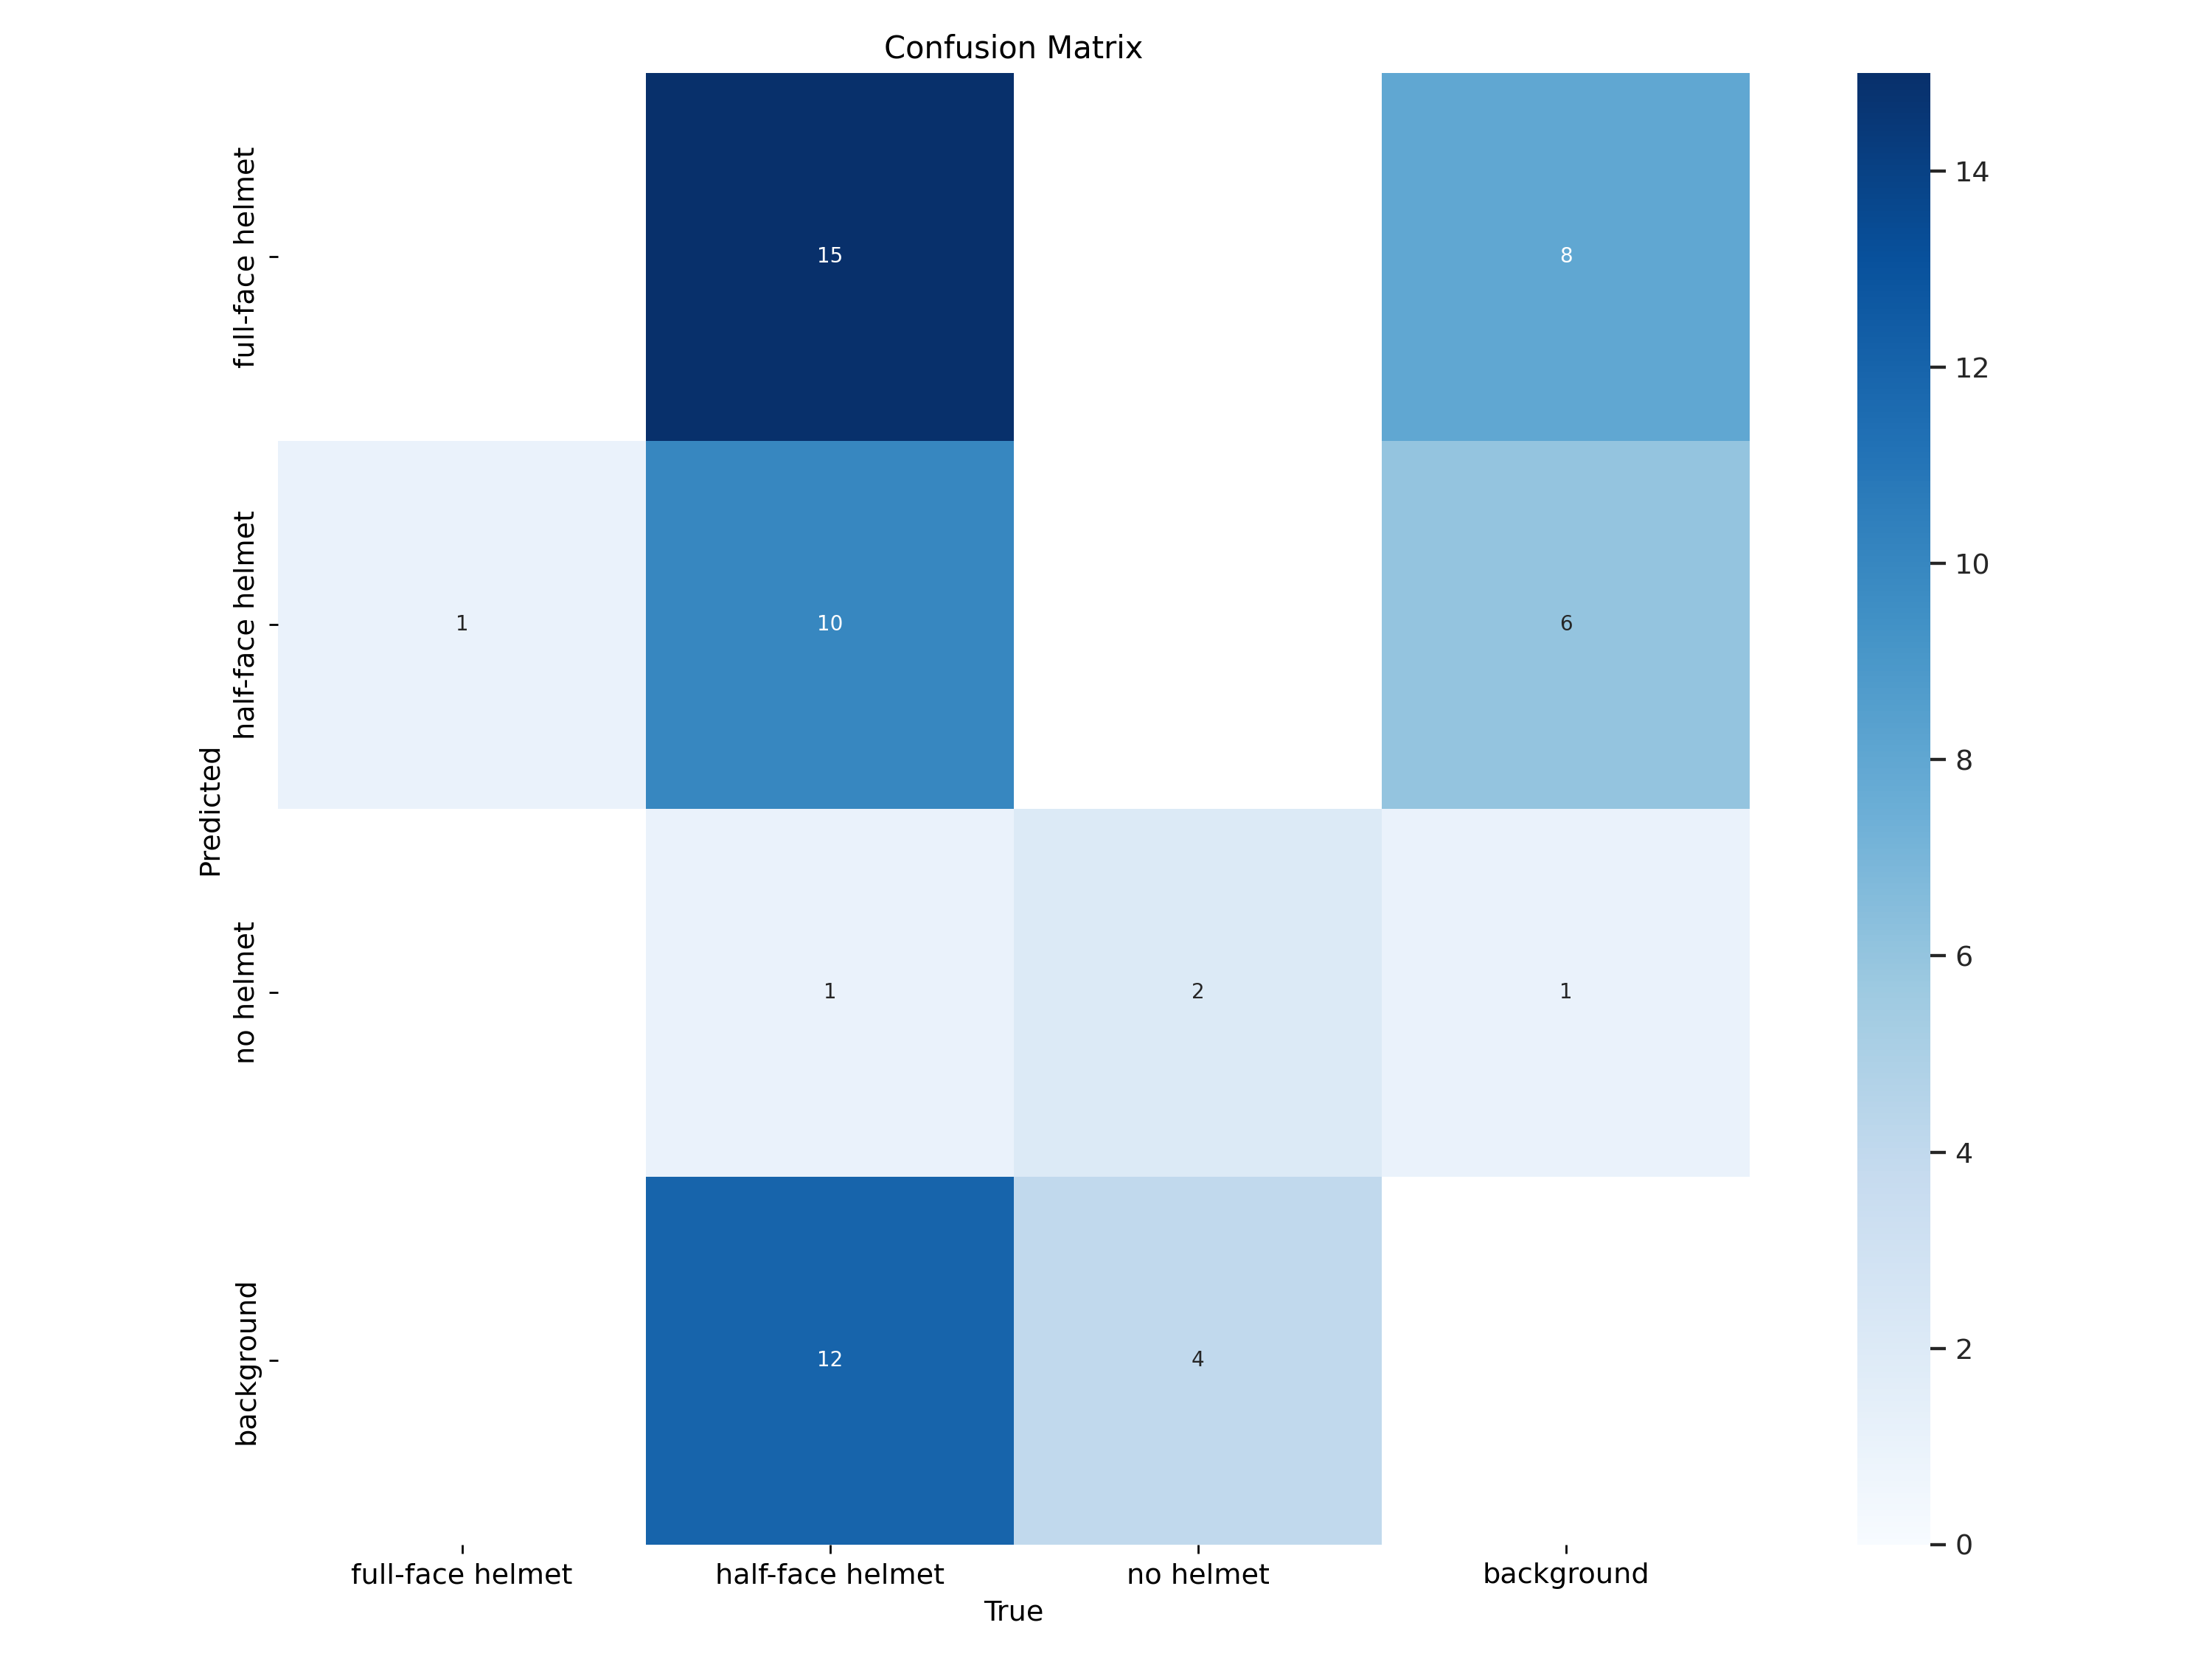 Confusion Matrix
full-face helmet
15
8
14
12
half-face helmet
1
10
6
10
8
Predicted
no helmet
1
2
1
6
4
background
12
4
2
0
full-face helmet
half-face helmet
no helmet
background
True